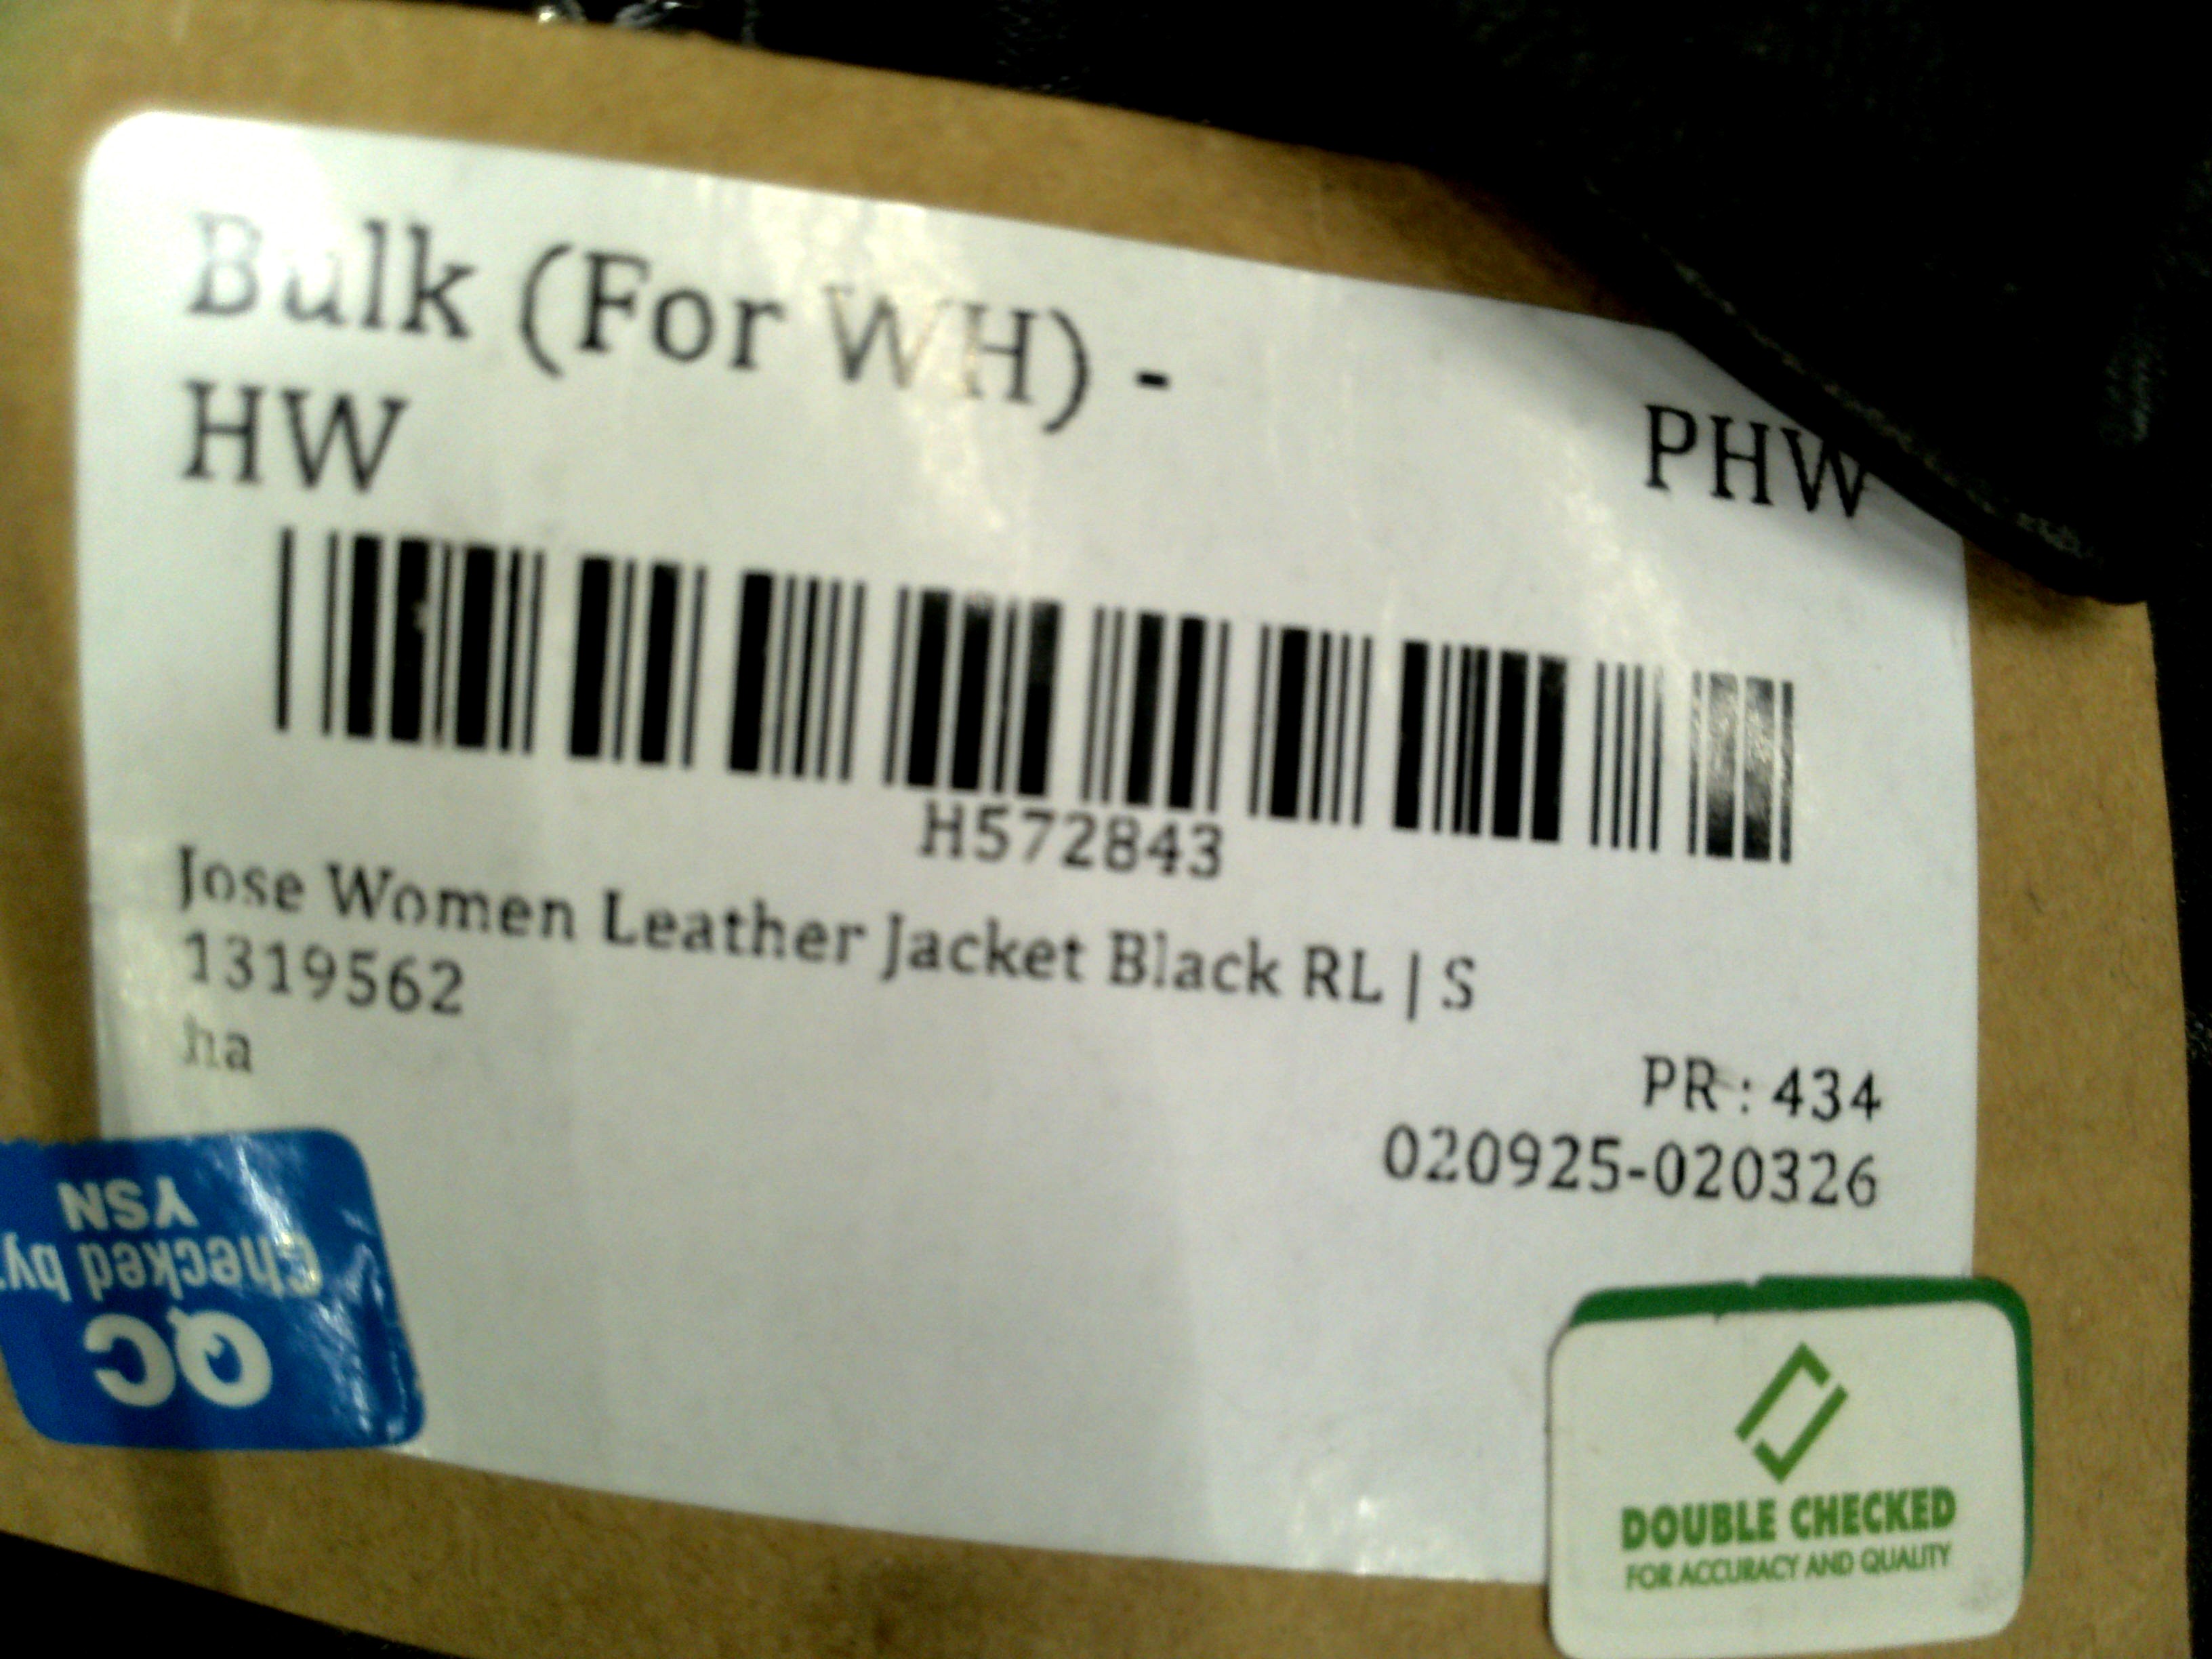 Bulk (For WH) -
HW
PHW
H572843
Jose Women Leather Jacket Black RL | S
1319562
ha
PR : 434
020925-020326
QC
Checked by:
YSN
DOUBLE CHECKED
FOR ACCURACY AND QUALITY